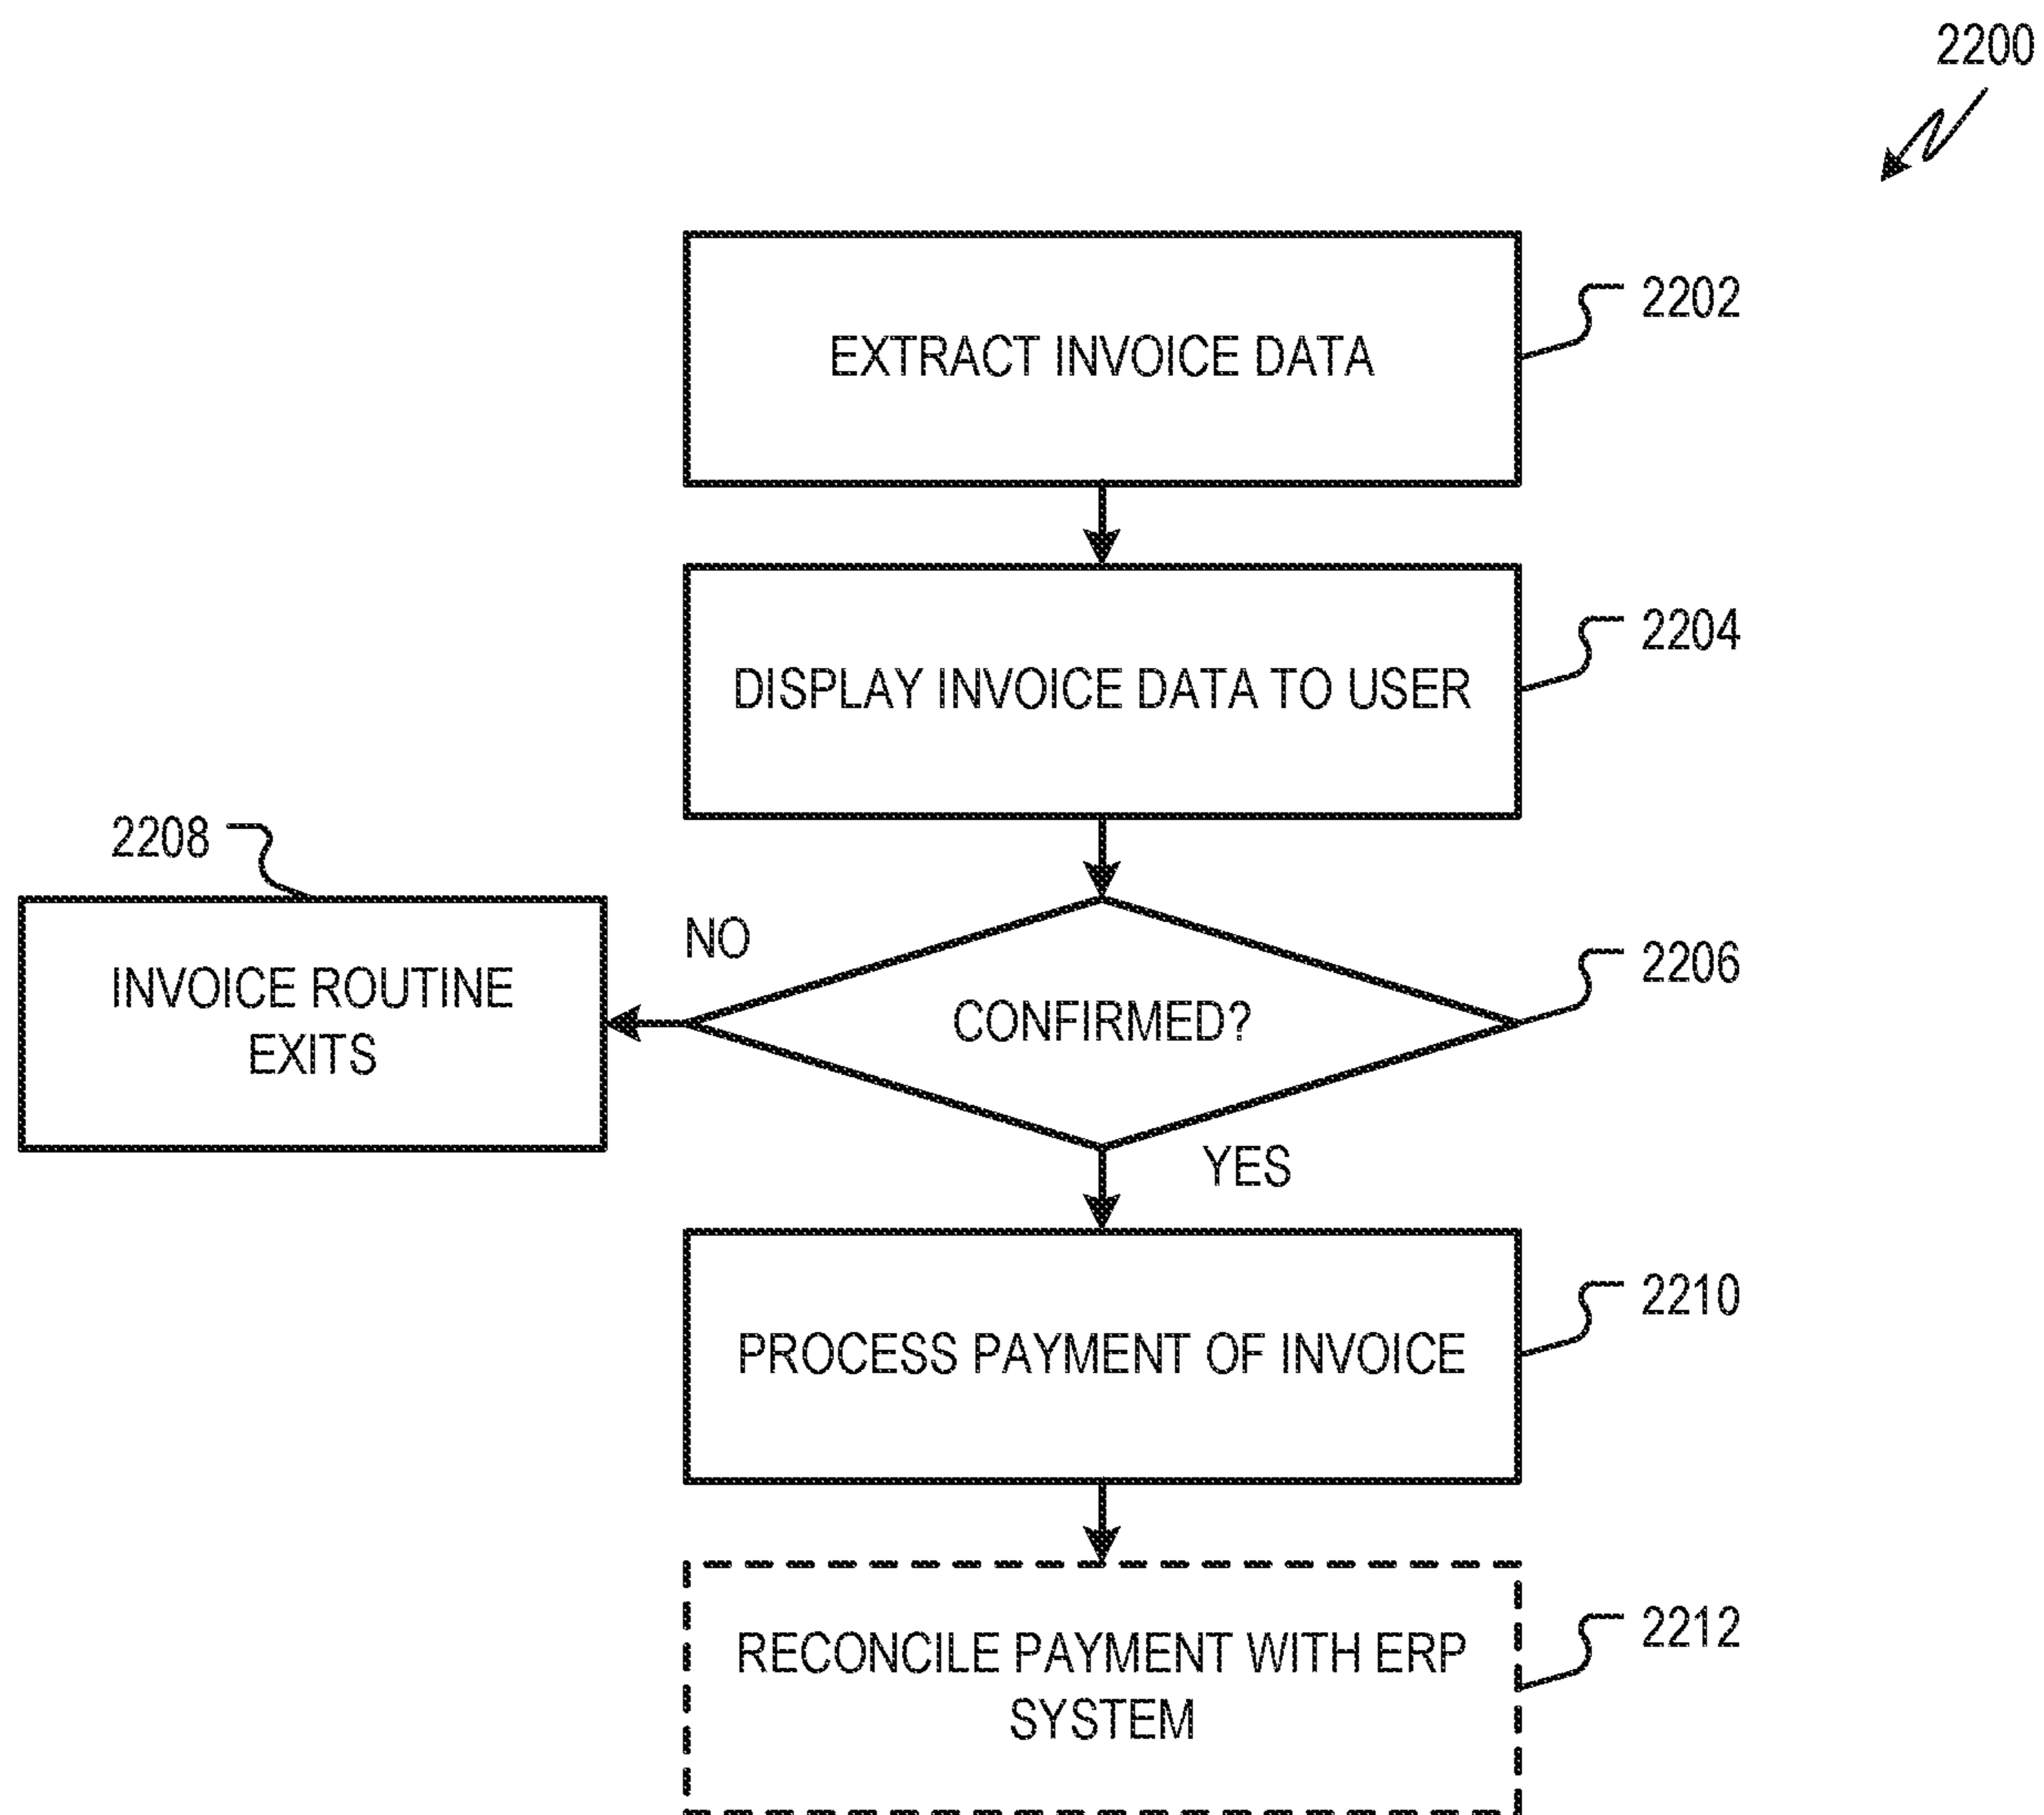 2200
EXTRACT INVOICE DATA
2202
DISPLAY INVOICE DATA TO USER
2204
2208
INVOICE ROUTINE
EXITS
NO
CONFIRMED?
2206
YES
PROCESS PAYMENT OF INVOICE
2210
RECONCILE PAYMENT WITH ERP
SYSTEM
2212